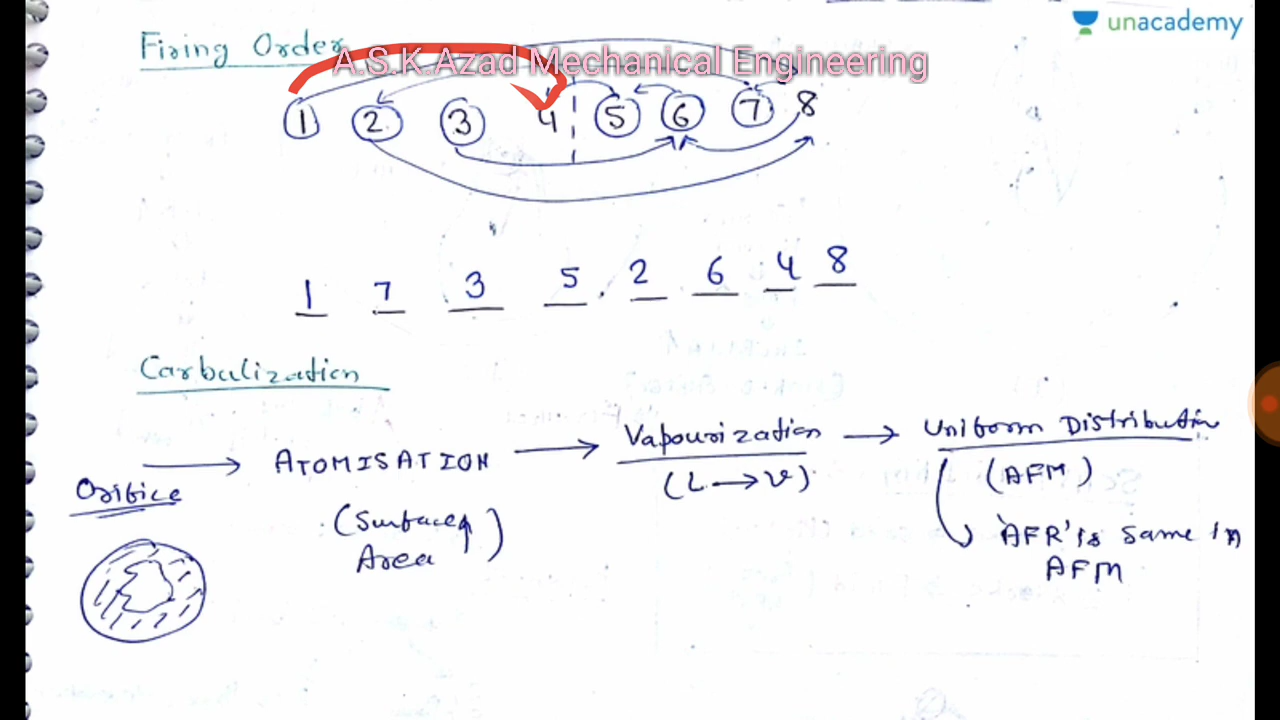 unacademy
Firing Order
A.S.K.Azad Mechanical Engineering
1 2 3 4 5 6 7 8
1 7 3 5 2 6 4 8
Carbulization
Orifice → ATOMISATION → Vapourization → Uniform Distribution
(Surface↑ Area)
(L → V)
(AFM)
AFR is same in
AFM